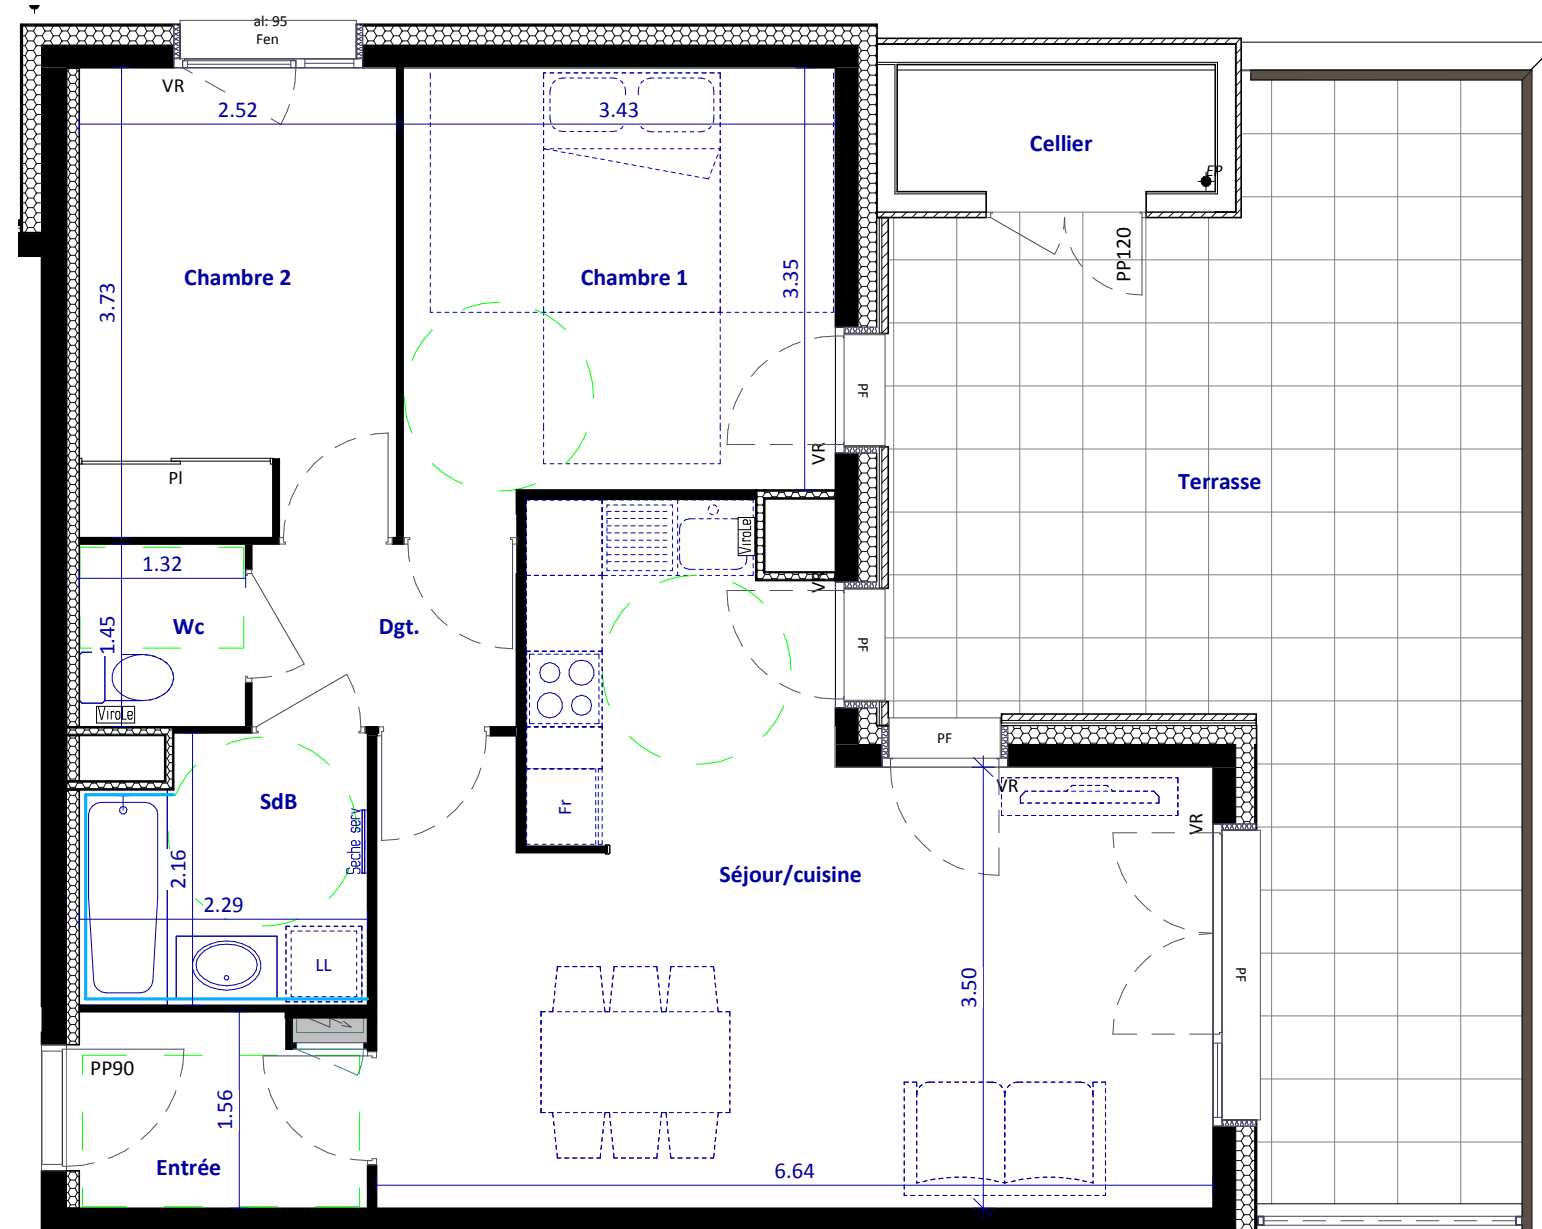 al: 95
Fen
VR
2.52
3.43
Cellier
EP
PP120
Chambre 2
Chambre 1
3.73
3.35
PF
VR
Terrasse
Pl
Virole
VR
1.32
1.45
Wc
Dgt.
PF
Virole
PF
VR
VR
SdB
Fr
Seche serv
2.16
Séjour/cuisine
2.29
LL
3.50
PF
PP90
1.56
Entrée
6.64